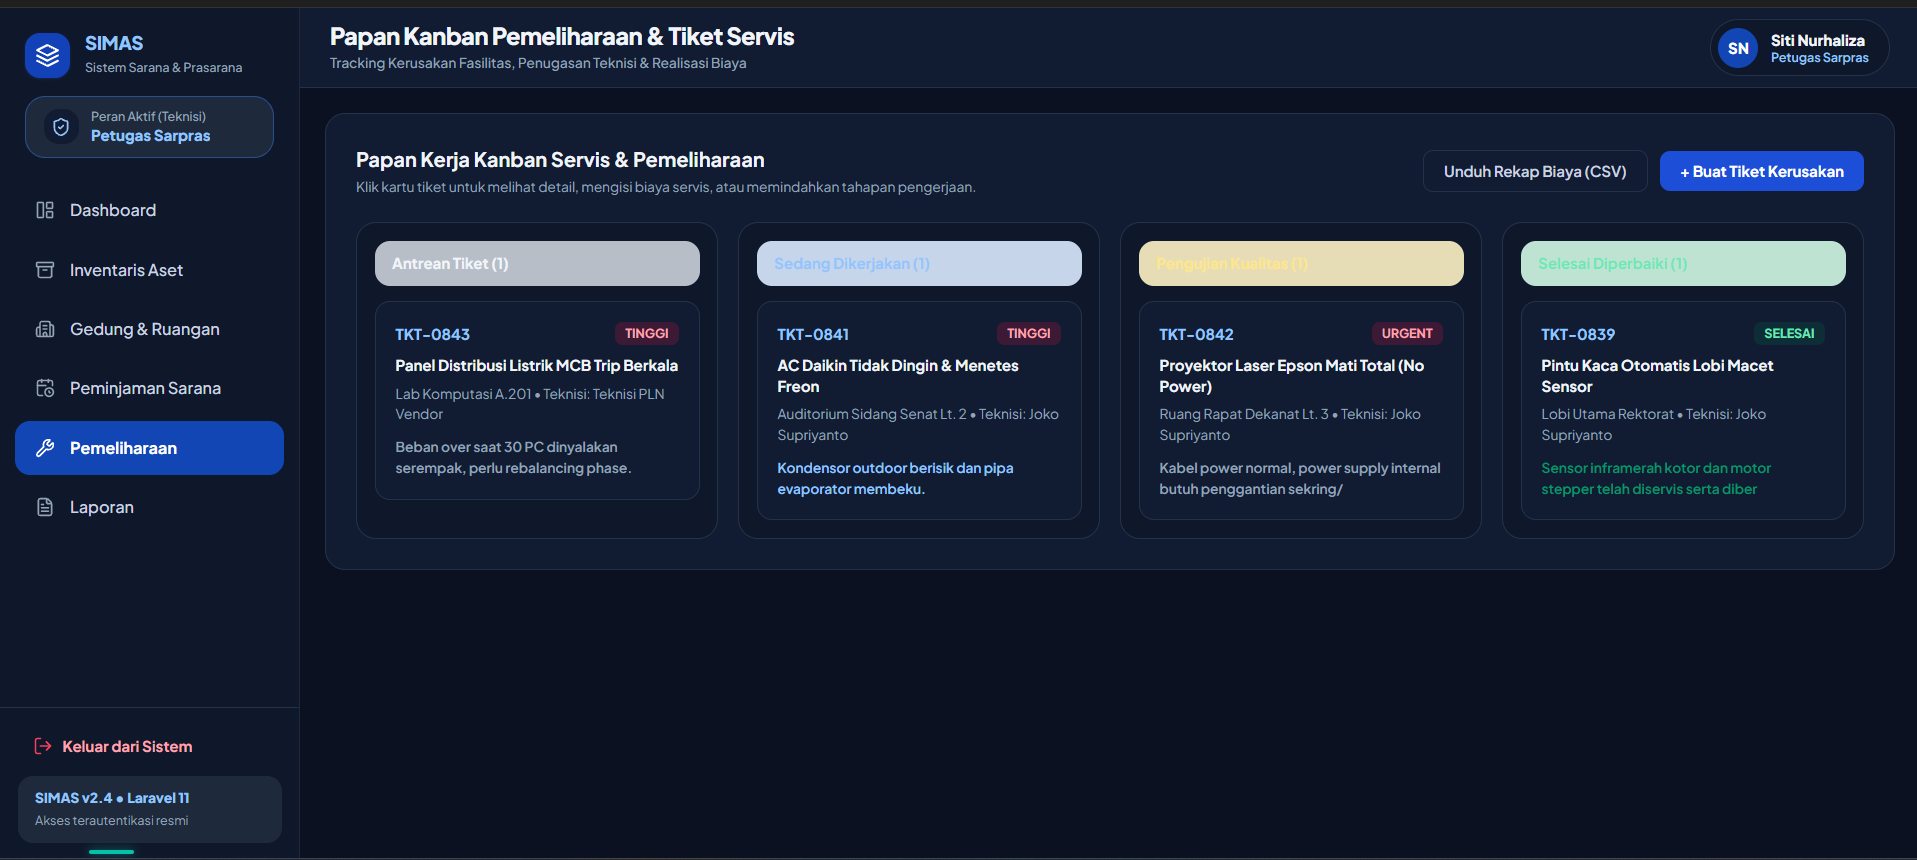 SIMAS
Sistem Sarana & Prasarana
Peran Aktif (Teknisi)
Petugas Sarpras
Dashboard
Inventaris Aset
Gedung & Ruangan
Peminjaman Sarana
Pemeliharaan
Laporan
Keluar dari Sistem
SIMAS v2.4 • Laravel 11
Akses terautentikasi resmi
Papan Kanban Pemeliharaan & Tiket Servis
Tracking Kerusakan Fasilitas, Penugasan Teknisi & Realisasi Biaya
SN
Siti Nurhaliza
Petugas Sarpras
Papan Kerja Kanban Servis & Pemeliharaan
Klik kartu tiket untuk melihat detail, mengisi biaya servis, atau memindahkan tahapan pengerjaan.
Unduh Rekap Biaya (CSV)
+ Buat Tiket Kerusakan
Antrean Tiket (1)
TKT-0843
TINGGI
Panel Distribusi Listrik MCB Trip Berkala
Lab Komputasi A.201 • Teknisi: Teknisi PLN
Vendor
Beban over saat 30 PC dinyalakan
serempak, perlu rebalancing phase.
Sedang Dikerjakan (1)
TKT-0841
TINGGI
AC Daikin Tidak Dingin & Menetes
Freon
Auditorium Sidang Senat Lt. 2 • Teknisi: Joko
Supriyanto
Kondensor outdoor berisik dan pipa
evaporator membeku.
Pengujian Kualitas (1)
TKT-0842
URGENT
Proyektor Laser Epson Mati Total (No
Power)
Ruang Rapat Dekanat Lt. 3 • Teknisi: Joko
Supriyanto
Kabel power normal, power supply internal
butuh penggantian sekring/
Selesai Diperbaiki (1)
TKT-0839
SELESAI
Pintu Kaca Otomatis Lobi Macet
Sensor
Lobi Utama Rektorat • Teknisi: Joko
Supriyanto
Sensor inframerah kotor dan motor
stepper telah diservis serta diber